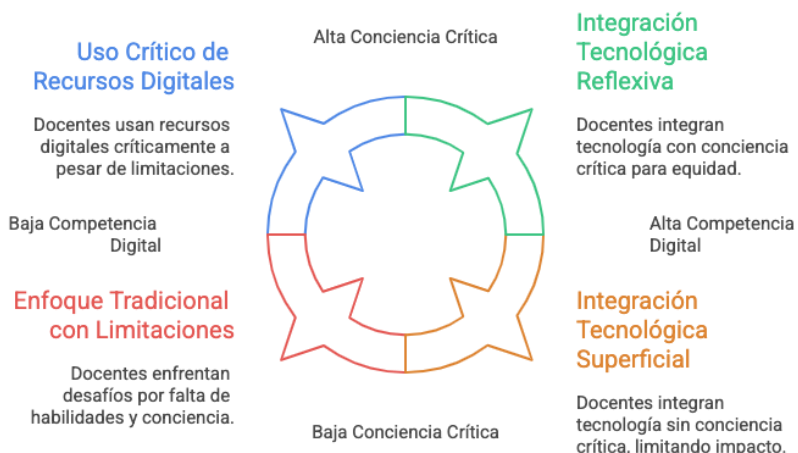 Alta Conciencia Crítica
Uso Crítico de
Recursos Digitales
Docentes usan recursos
digitales críticamente a
pesar de limitaciones.
Integración
Tecnológica
Reflexiva
Docentes integran
tecnología con conciencia
crítica para equidad.
Baja Competencia
Digital
Alta Competencia
Digital
Enfoque Tradicional
con Limitaciones
Docentes enfrentan
desafíos por falta de
habilidades y conciencia.
Integración
Tecnológica
Superficial
Docentes integran
tecnología sin conciencia
crítica, limitando impacto.
Baja Conciencia Crítica